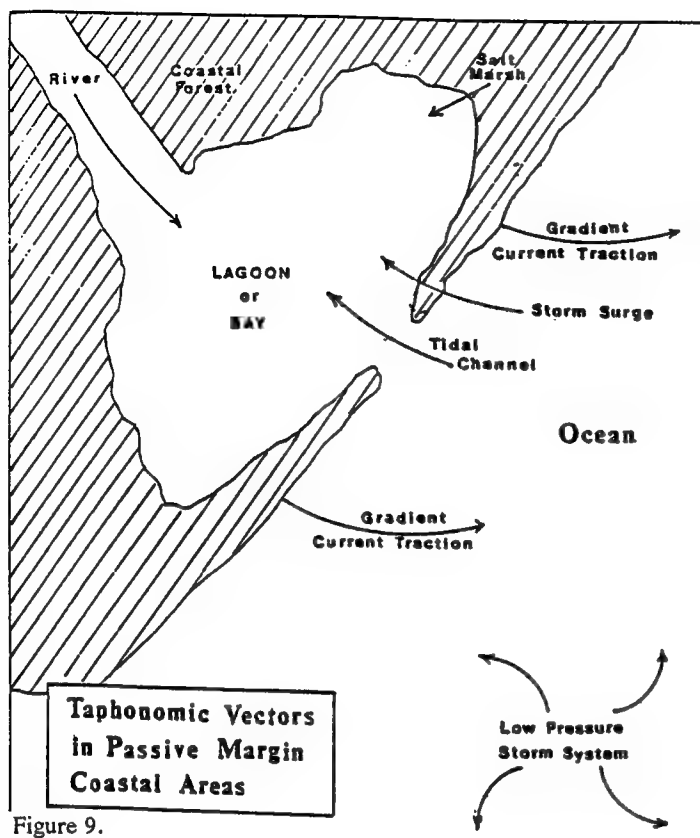 River
Coastal
Forest
Salt
Marsh
Gradient
Current Traction
LAGOON
or
BAY
Storm Surge
Tidal
Channel
Ocean
Gradient
Current Traction
Taphonomic Vectors
in Passive Margin
Coastal Areas
Low Pressure
Storm System
Figure 9.